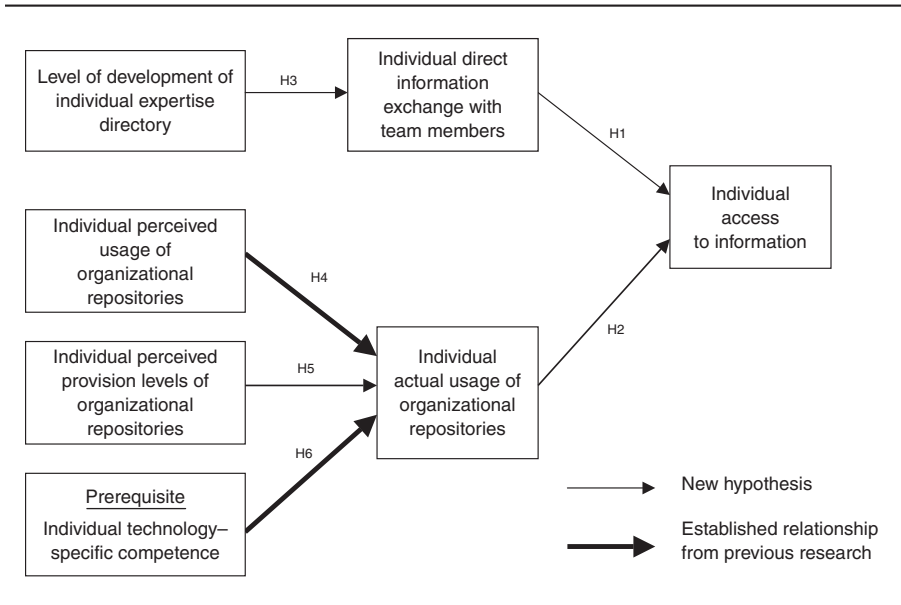 Level of development of
individual expertise
directory
H3
Individual direct
information
exchange with
team members
H1
Individual
access
to information
Individual perceived
usage of
organizational
repositories
H4
Individual perceived
provision levels of
organizational
repositories
H5
Individual
actual usage of
organizational
repositories
H2
Prerequisite
Individual technology–
specific competence
H6
New hypothesis
Established relationship
from previous research